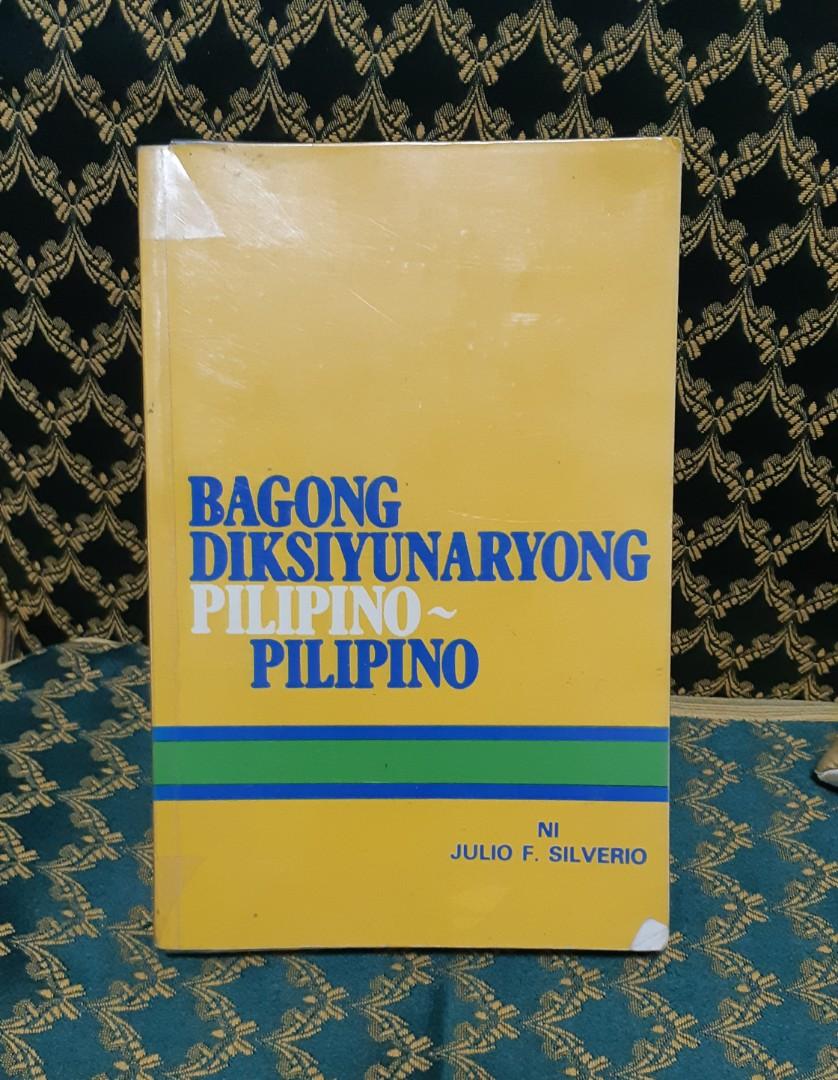 BAGONG
DIKSIYUNARYONG
PILIPINO~
PILIPINO
NI
JULIO F. SILVERIO